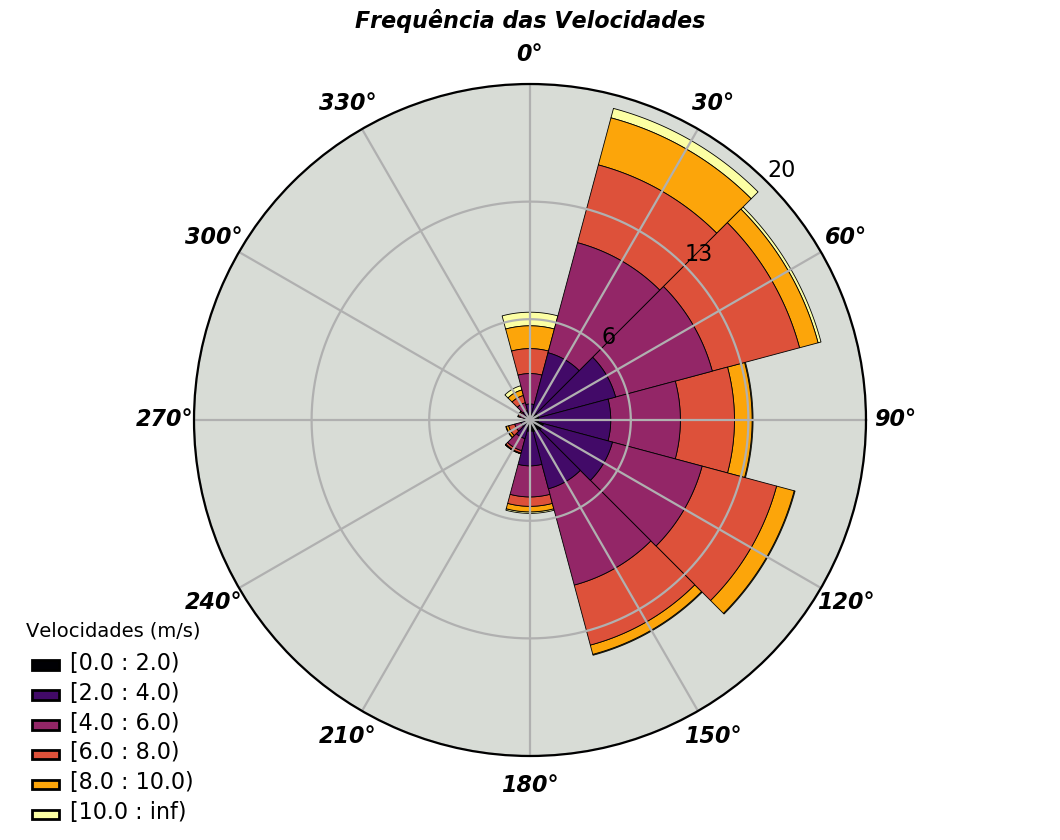 Frequência das Velocidades
0°
330°
30°
20
300°
60°
13
6
270°
90°
240°
120°
210°
150°
180°
Velocidades (m/s)
[0.0 : 2.0)
[2.0 : 4.0)
[4.0 : 6.0)
[6.0 : 8.0)
[8.0 : 10.0)
[10.0 : inf)